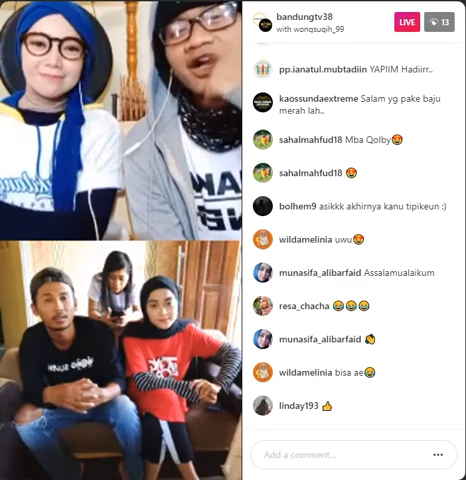 bandungtv38
with wonqsuqih_99
LIVE
13
pp.ianatul.mubtadiin YAPIIM Hadiirr..
kaossundaextreme Salam yg pake baju
merah lah..
sahalmahfud18 Mba Qolby🤩
sahalmahfud18 🤩
bolhem9 asikkk akhirnya kanu tipikeun :)
wildamelinia uwu🤩
munasifa_alibarfaid Assalamualaikum
resa_chacha 😂😂😂
munasifa_alibarfaid 👏
wildamelinia bisa ae😂
linday193 👍
Add a comment...